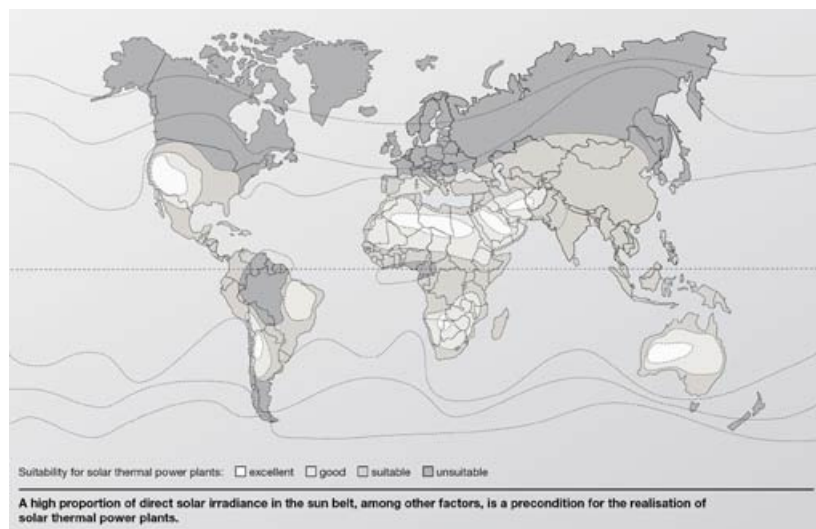 Suitability for solar thermal power plants: excellent good suitable unsuitable
A high proportion of direct solar irradiance in the sun belt, among other factors, is a precondition for the realisation of
solar thermal power plants.